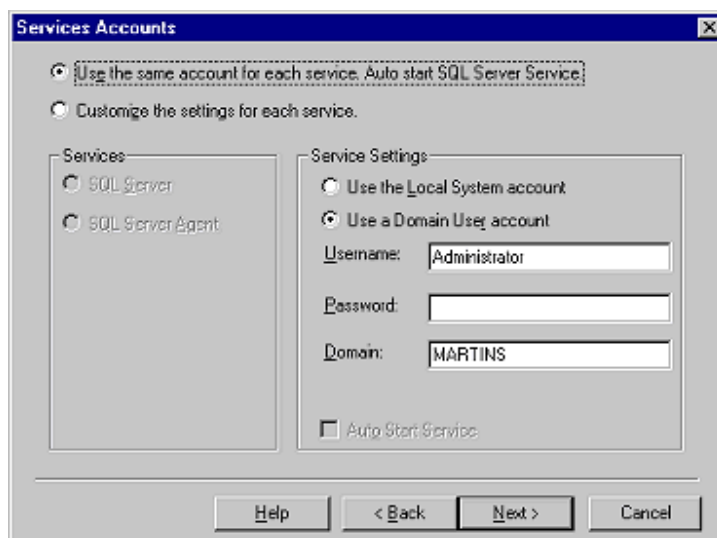 Services Accounts
Use the same account for each service. Auto start SQL Server Service.
Customize the settings for each service.
Services
SQL Server
SQL Server Agent
Service Settings
Use the Local System account
Use a Domain User account
Username: Administrator
Password:
Domain: MARTINS
Auto Start Service
Help < Back Next > Cancel